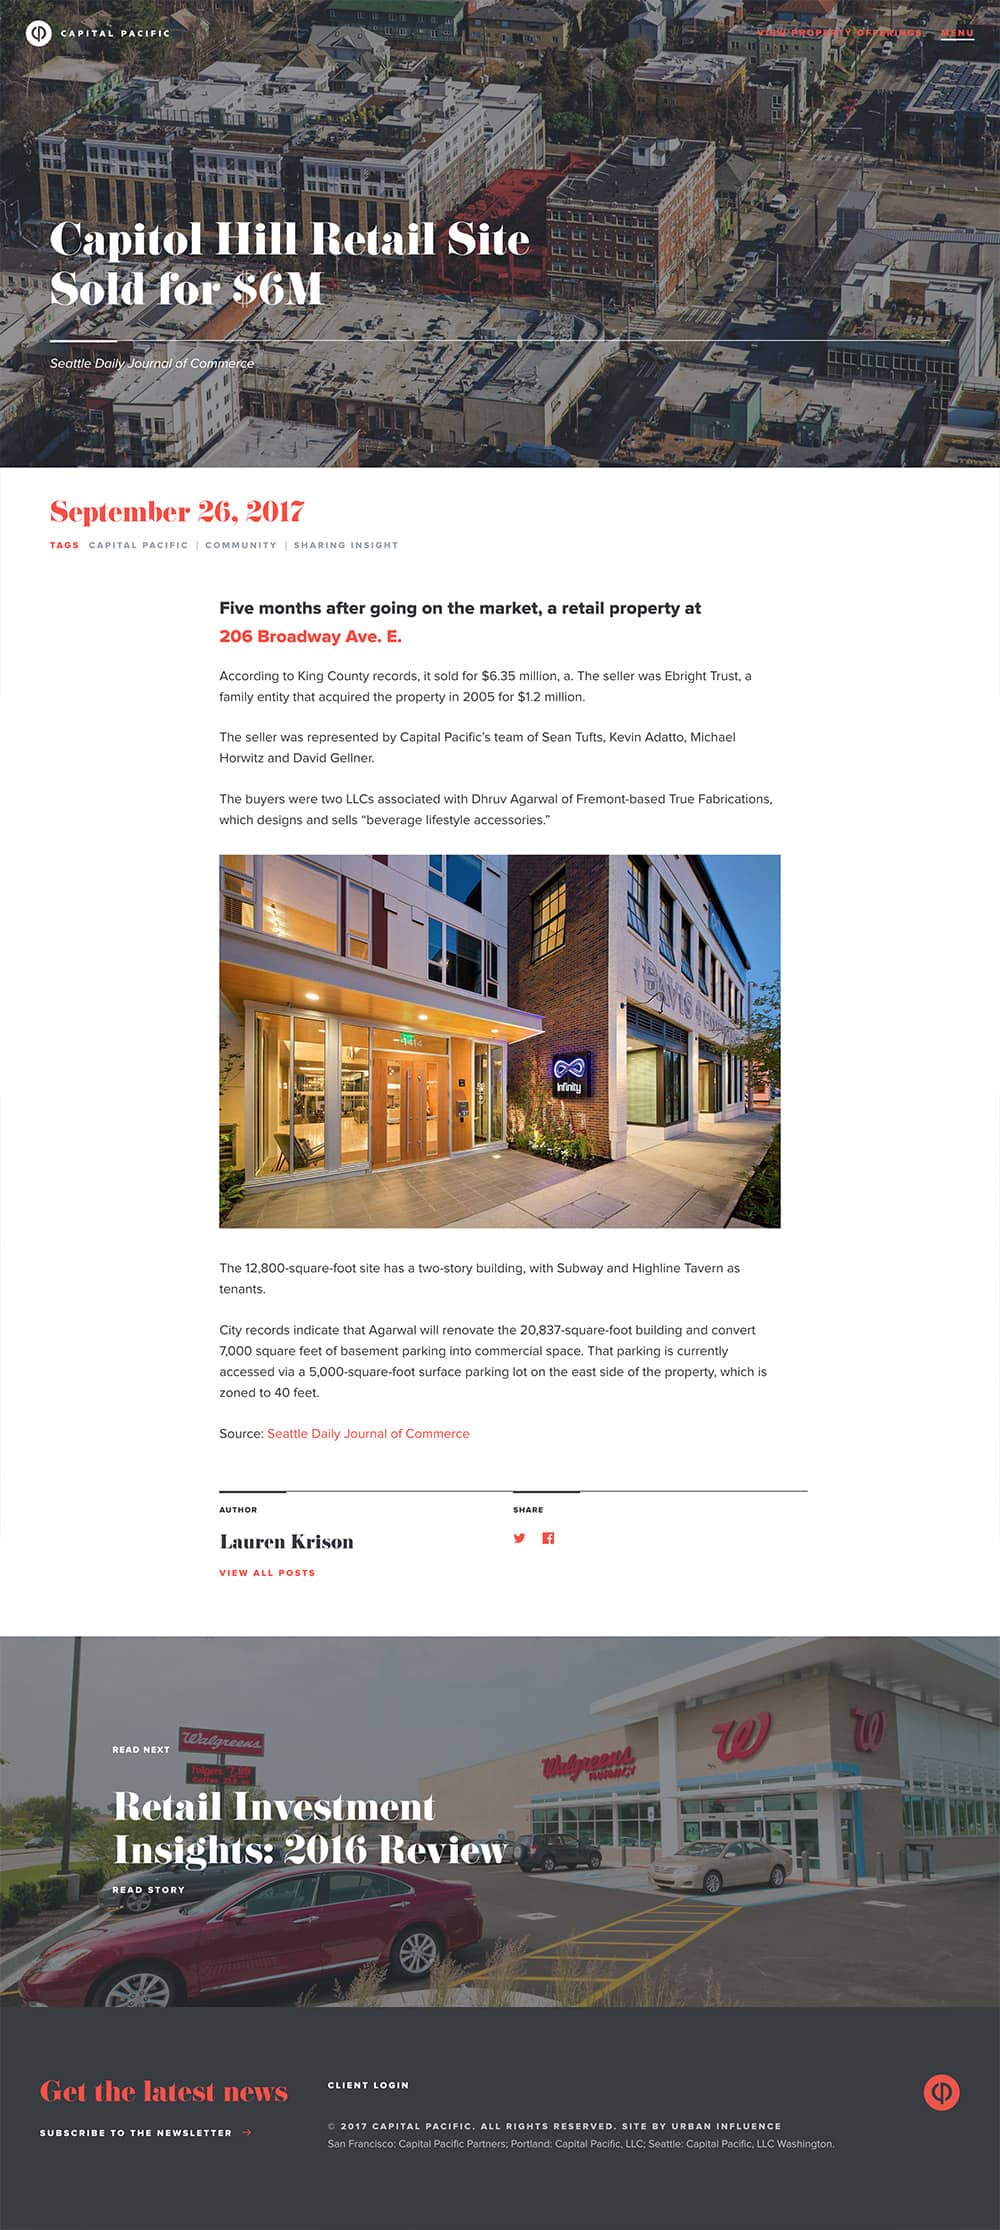 CAPITAL PACIFIC
VIEW PROPERTY OFFERINGS
MENU
Capitol Hill Retail Site
Sold for $6M
Seattle Daily Journal of Commerce
September 26, 2017
TAGS CAPITAL PACIFIC | COMMUNITY | SHARING INSIGHT
Five months after going on the market, a retail property at
206 Broadway Ave. E.
According to King County records, it sold for $6.35 million, a. The seller was Ebright Trust, a
family entity that acquired the property in 2005 for $1.2 million.
The seller was represented by Capital Pacific’s team of Sean Tufts, Kevin Adatto, Michael
Horwitz and David Gellner.
The buyers were two LLCs associated with Dhruv Agarwal of Fremont-based True Fabrications,
which designs and sells “beverage lifestyle accessories.”
1414
DAVIS &
infinity
The 12,800-square-foot site has a two-story building, with Subway and Highline Tavern as
tenants.
City records indicate that Agarwal will renovate the 20,837-square-foot building and convert
7,000 square feet of basement parking into commercial space. That parking is currently
accessed via a 5,000-square-foot surface parking lot on the east side of the property, which is
zoned to 40 feet.
Source: Seattle Daily Journal of Commerce
AUTHOR
Lauren Krison
VIEW ALL POSTS
SHARE
READ NEXT
Walgreens
Folgers 7.99
Coffee
Walgreens
PHARMACY
W
W
Retail Investment
Insights: 2016 Review
READ STORY
Get the latest news
SUBSCRIBE TO THE NEWSLETTER →
CLIENT LOGIN
© 2017 CAPITAL PACIFIC. ALL RIGHTS RESERVED. SITE BY URBAN INFLUENCE
San Francisco: Capital Pacific Partners; Portland: Capital Pacific, LLC; Seattle: Capital Pacific, LLC Washington.